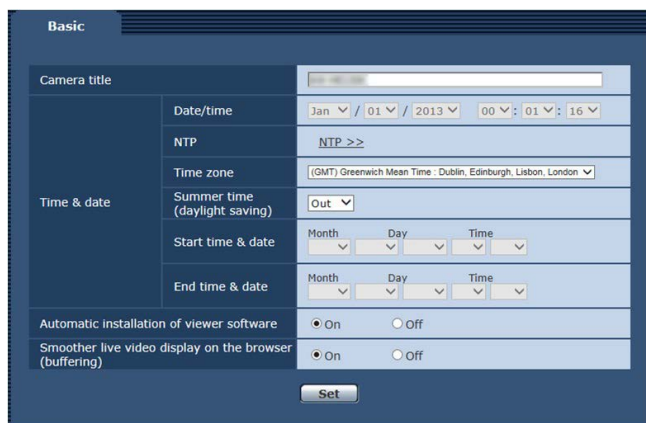 Basic
Camera title
Time & date
Date/time
Jan / 01 / 2013 00 : 01 : 16
NTP
NTP >>
Time zone
(GMT) Greenwich Mean Time : Dublin, Edinburgh, Lisbon, London
Summer time
(daylight saving)
Out
Start time & date
Month Day Time
End time & date
Month Day Time
Automatic installation of viewer software
On Off
Smoother live video display on the browser
(buffering)
On Off
Set